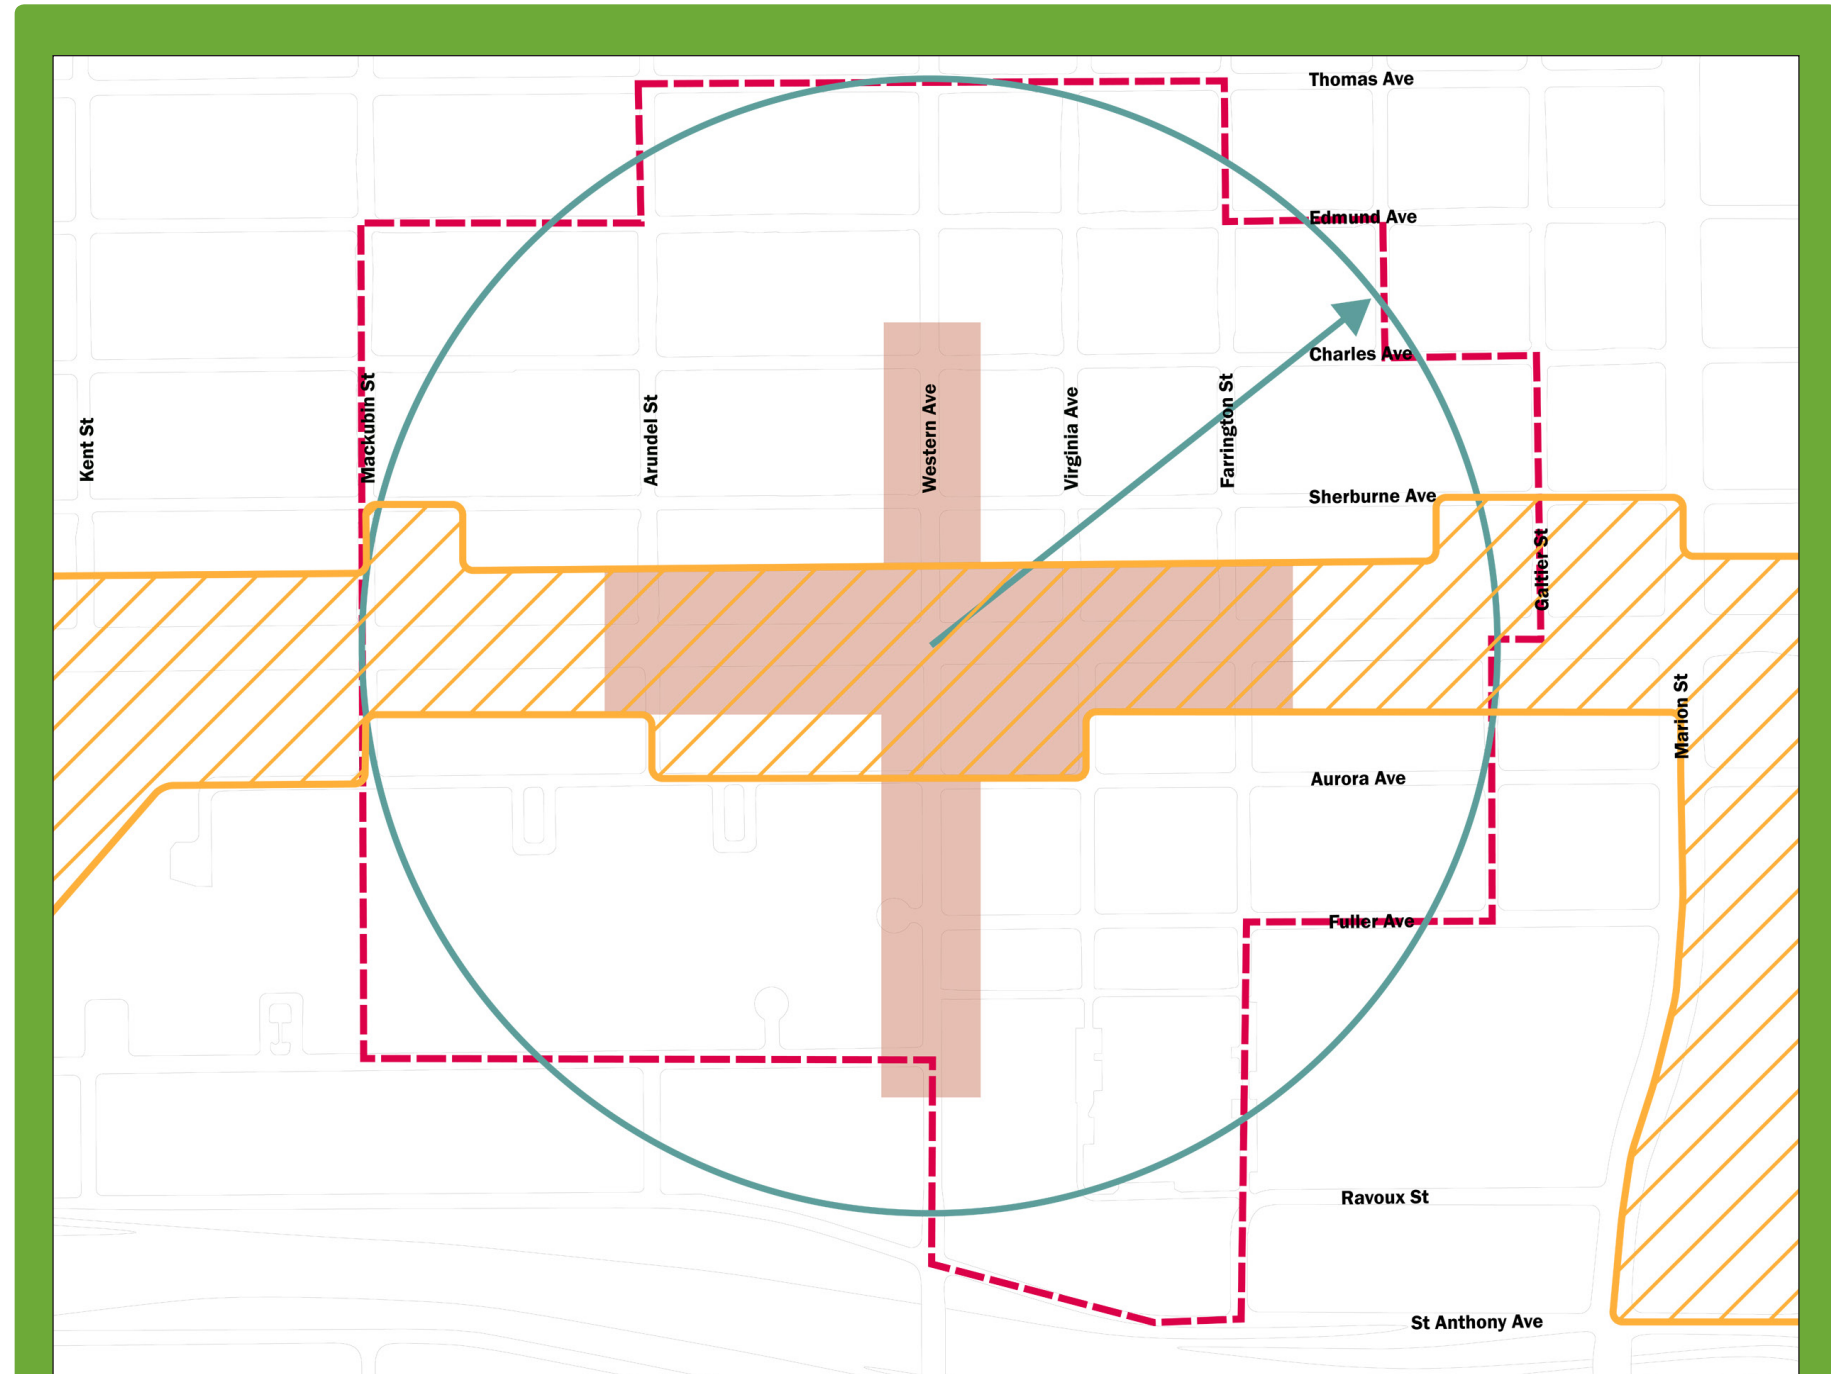 Thomas Ave
Edmund Ave
Charles Ave
Kent St
Mackubin St
Arundel St
Western Ave
Virginia Ave
Farrington St
Sherburne Ave
Galtier St
Marion St
Aurora Ave
Fuller Ave
Ravoux St
St Anthony Ave